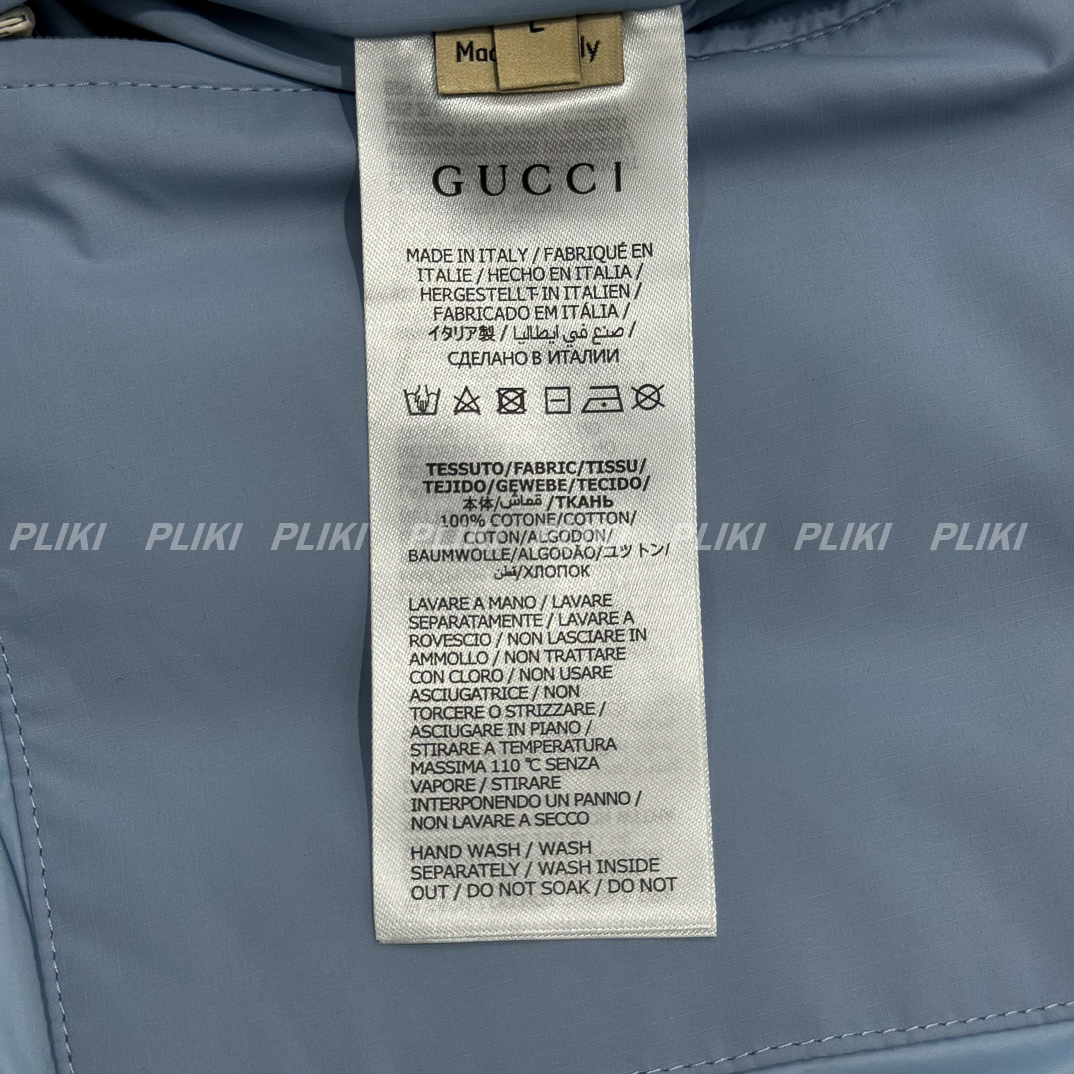 L
Mad ly
GUCCI
MADE IN ITALY / FABRIQUÉ EN
ITALIE / HECHO EN ITALIA /
HERGESTELLT IN ITALIEN /
FABRICADO EM ITÁLIA /
イタリア製 / صنع في ايطاليا /
СДЕЛАНО В ИТАЛИИ
TESSUTO/FABRIC/TISSU/
TEJIDO/GEWEBE/TECIDO/
本体/قماش/ТКАНЬ
100% COTONE/COTTON/
COTON/ALGODON/
PLIKI PLIKI PLIKI PLIKI PLIKI PLIKI
BAUMWOLLE/ALGODÃO/ユットン/
قطن/ХЛОПОК
LAVARE A MANO / LAVARE
SEPARATAMENTE / LAVARE A
ROVESCIO / NON LASCIARE IN
AMMOLLO / NON TRATTARE
CON CLORO / NON USARE
ASCIUGATRICE / NON
TORCERE O STRIZZARE /
ASCIUGARE IN PIANO /
STIRARE A TEMPERATURA
MASSIMA 110 °C SENZA
VAPORE / STIRARE
INTERPONENDO UN PANNO /
NON LAVARE A SECCO
HAND WASH / WASH
SEPARATELY / WASH INSIDE
OUT / DO NOT SOAK / DO NOT